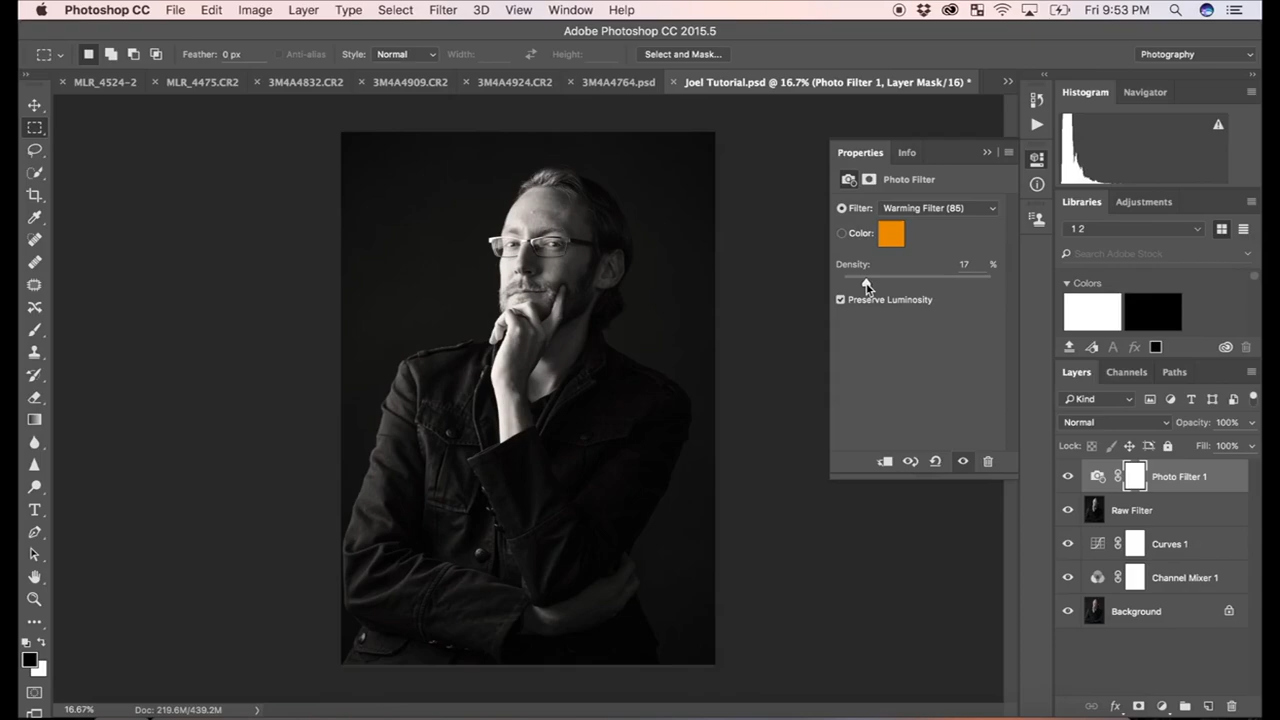 Photoshop CC File Edit Image Layer Type Select Filter 3D View Window Help Fri 9:53 PM
Adobe Photoshop CC 2015.5
Feather: 0 px Anti-alias Style: Normal Width: Height: Select and Mask... Photography
MLR_4524-2 MLR_4475.CR2 3M4A4832.CR2 3M4A4909.CR2 3M4A4924.CR2 3M4A4764.psd Joel Tutorial.psd @ 16.7% (Photo Filter 1, Layer Mask/16) *
Histogram Navigator
Properties Info
Photo Filter
Filter: Warming Filter (85)
Color:
Density: 17 %
Preserve Luminosity
Libraries Adjustments
1 2
Search Adobe Stock
Colors
Layers Channels Paths
Kind
Normal Opacity: 100%
Lock: Fill: 100%
Photo Filter 1
Raw Filter
Curves 1
Channel Mixer 1
Background
16.67% Doc: 219.6M/439.2M